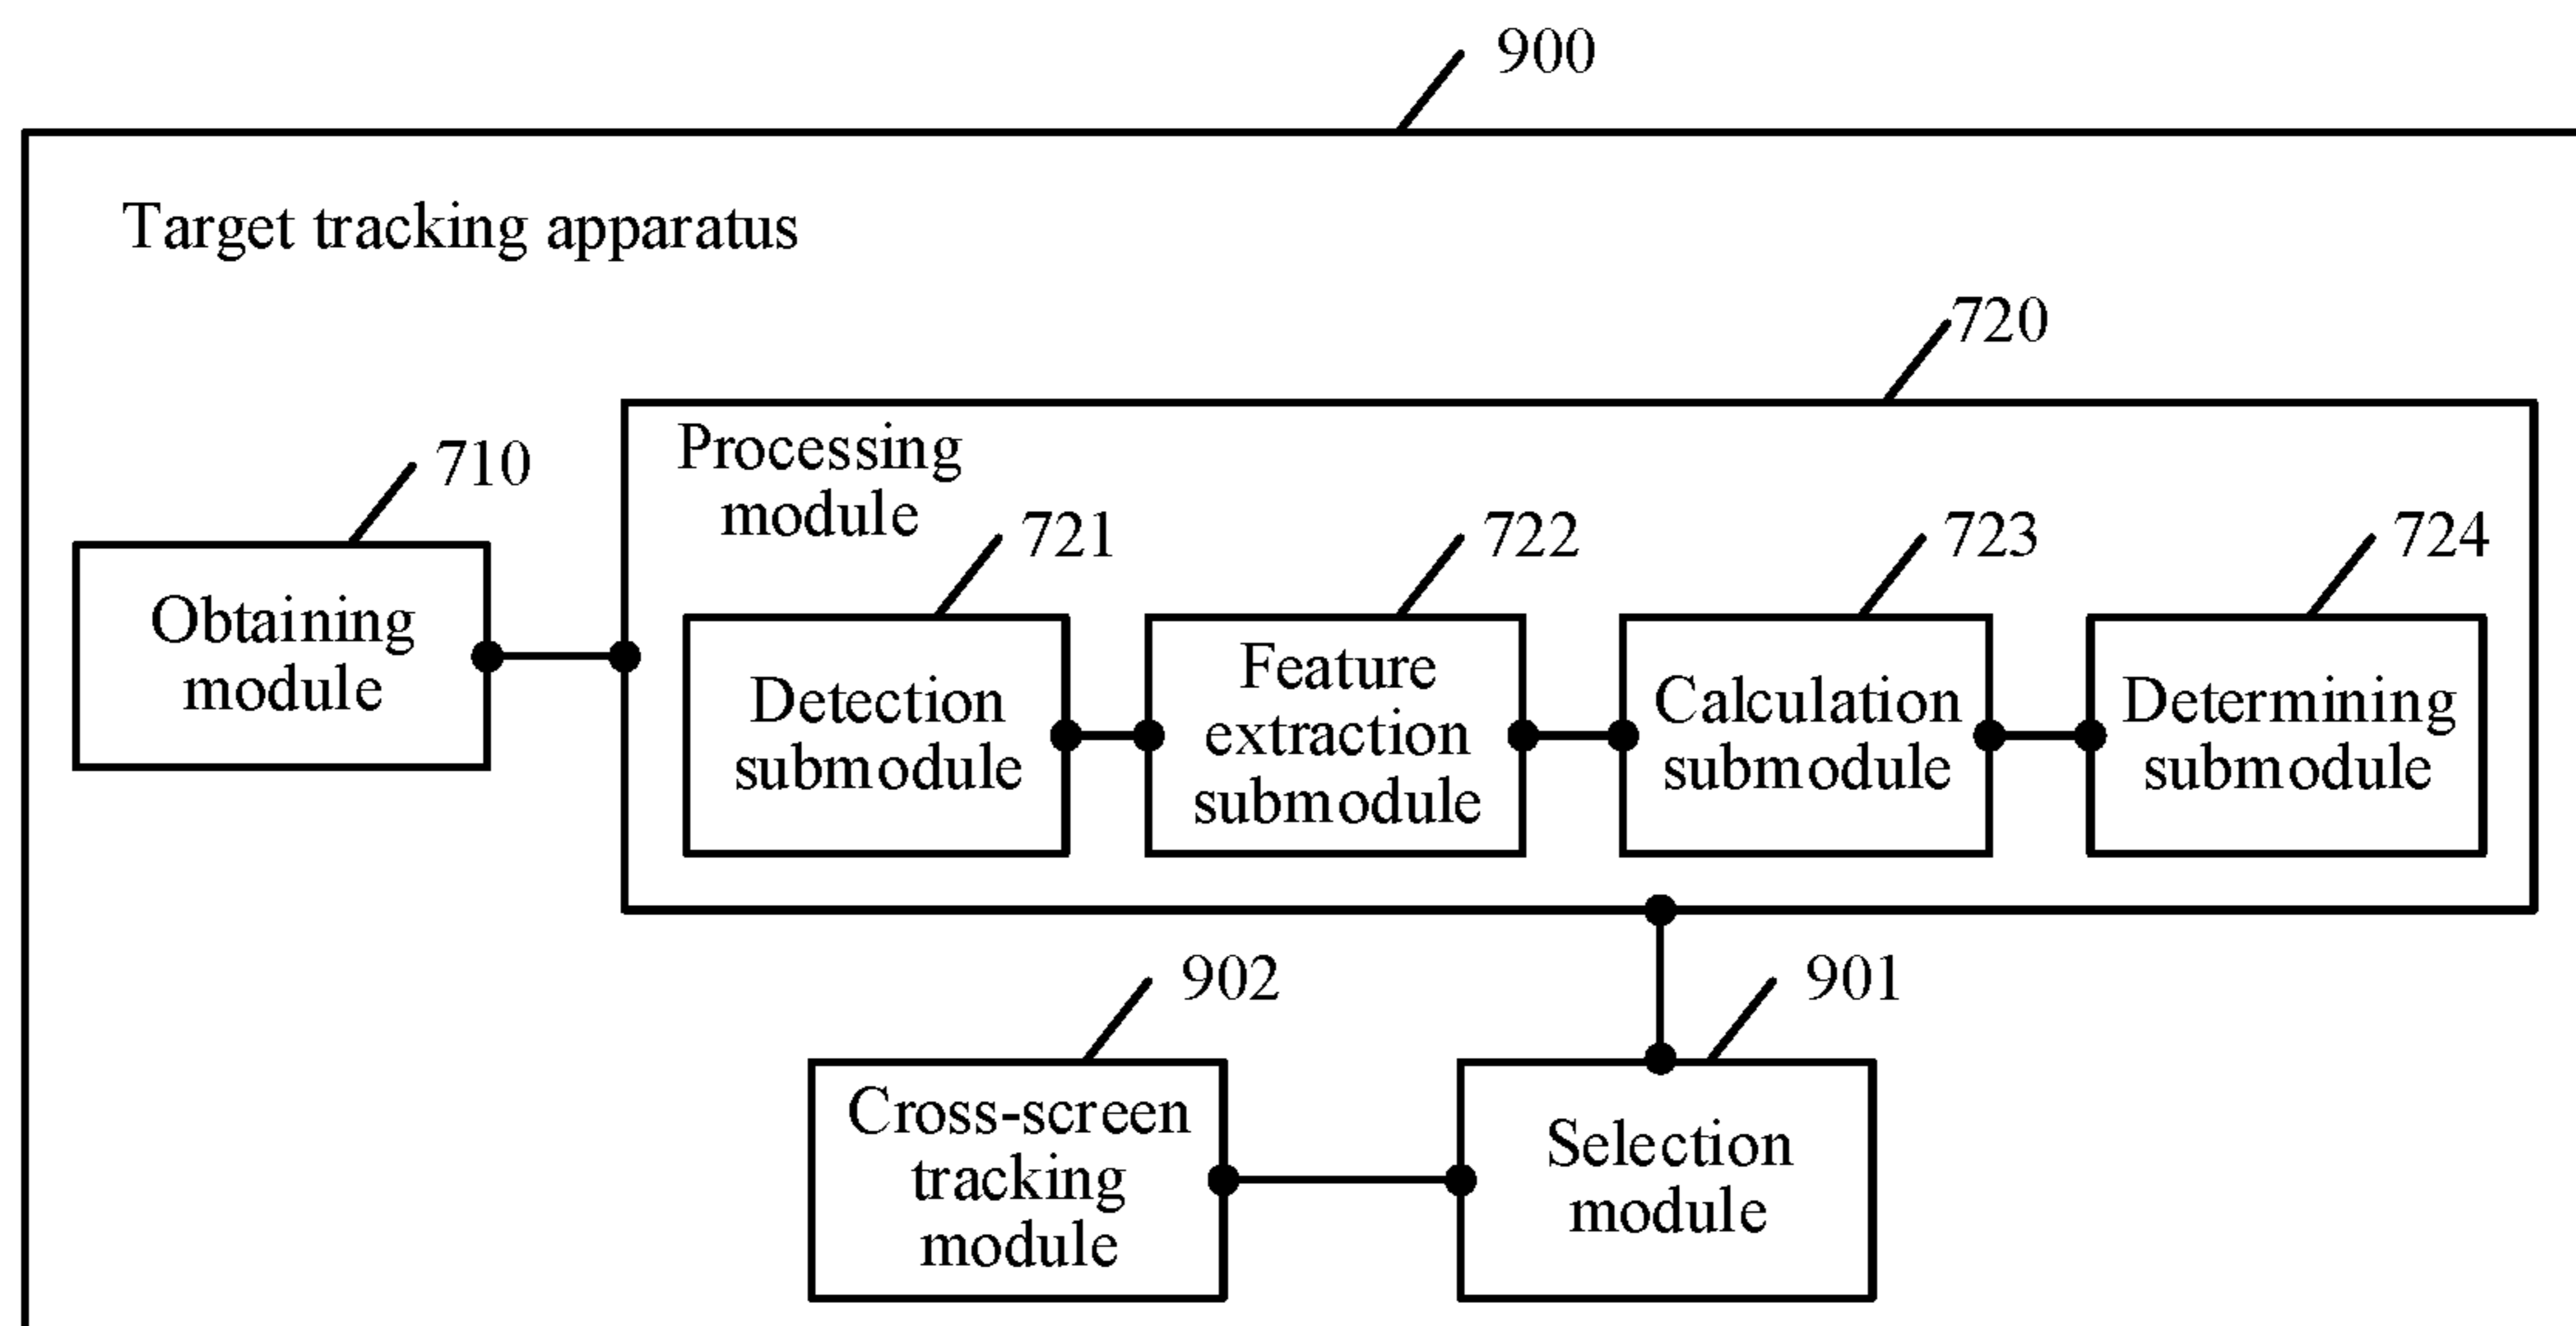 900
Target tracking apparatus
720
Processing
module
710
Obtaining
module
721
722
723
724
Detection
submodule
Feature
extraction
submodule
Calculation
submodule
Determining
submodule
902
901
Cross-screen
tracking
module
Selection
module